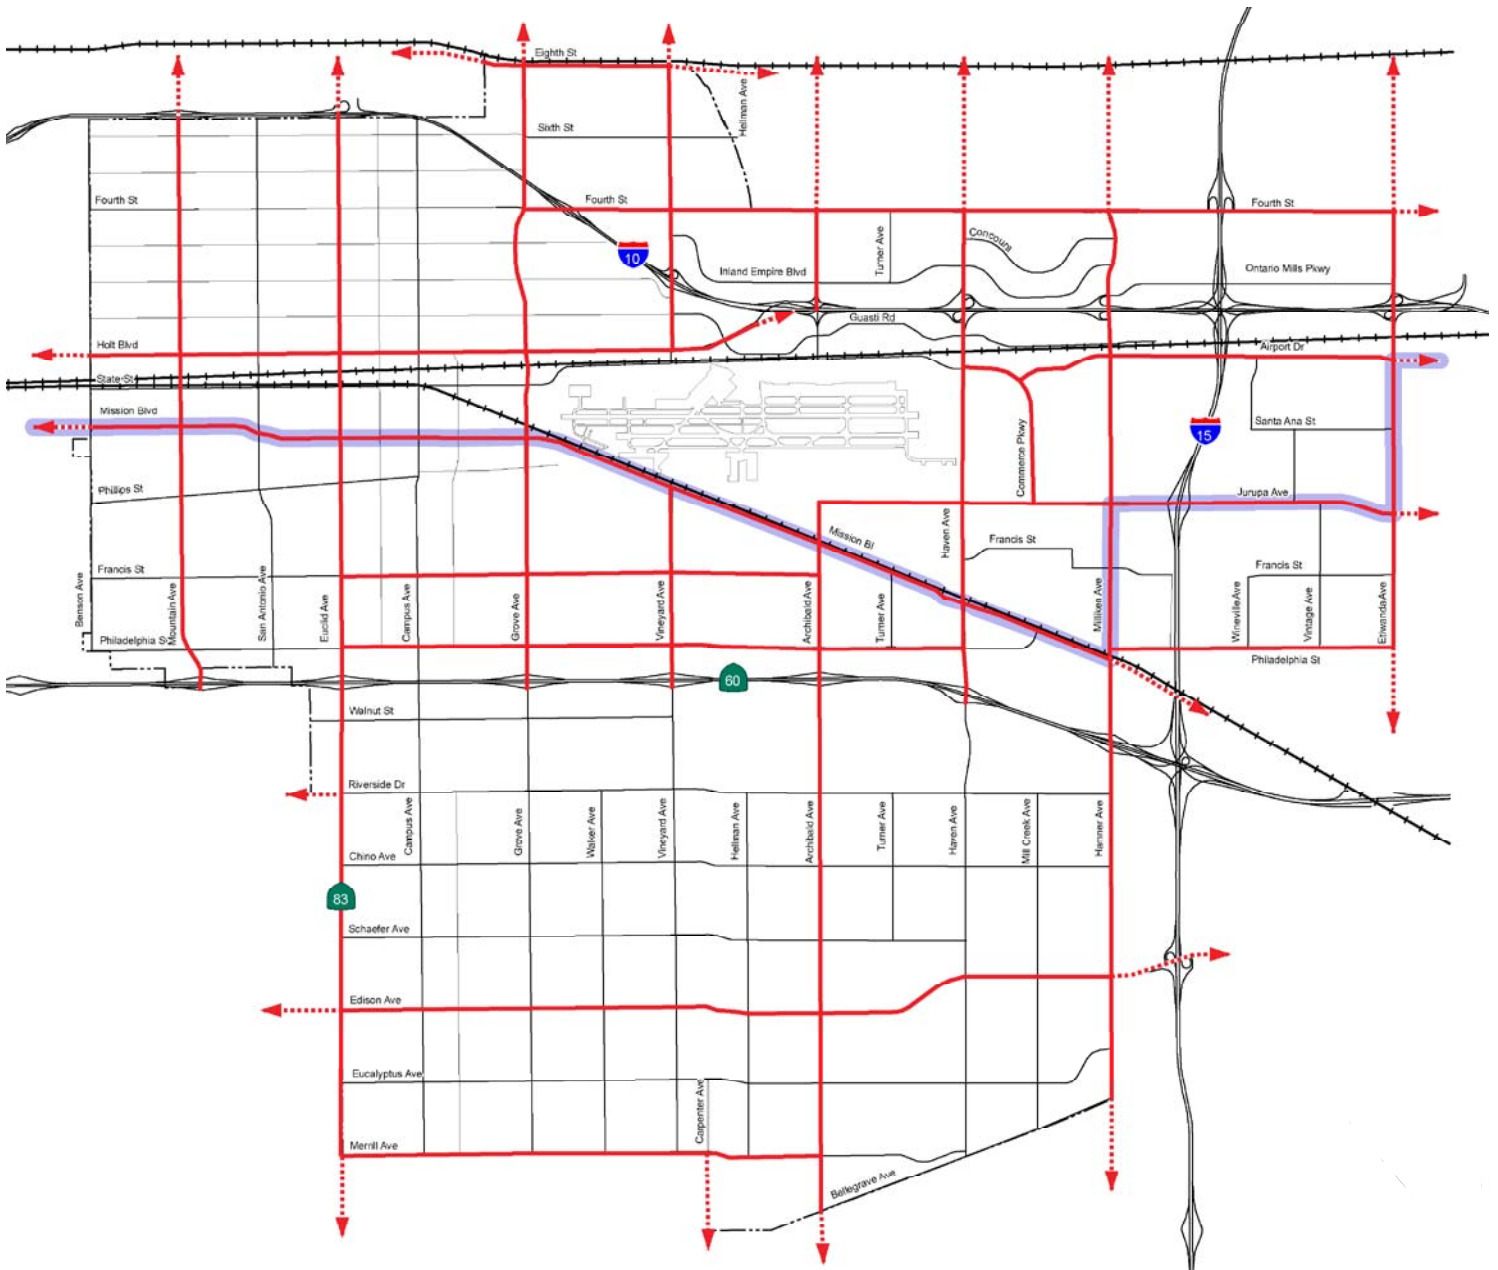 Eighth St
Hellman Ave
Sixth St
Fourth St
Fourth St
Fourth St
Turner Ave
Concours
10
Inland Empire Blvd
Ontario Mills Pkwy
Guasti Rd
Holt Blvd
Airport Dr
State St
Mission Blvd
Santa Ana St
15
Commerce Pkwy
Phillips St
Jurupa Ave
Haven Ave
Mission Bl
Francis St
Francis St
Francis St
Benson Ave
Mountain Ave
San Antonio Ave
Euclid Ave
Campus Ave
Grove Ave
Vineyard Ave
Archibald Ave
Turner Ave
Milliken Ave
Wineville Ave
Vintage Ave
Etiwanda Ave
Philadelphia St
Philadelphia St
60
Walnut St
Riverside Dr
Campus Ave
Grove Ave
Walker Ave
Vineyard Ave
Hellman Ave
Archibald Ave
Turner Ave
Haven Ave
Mill Creek Ave
Hamner Ave
Chino Ave
83
Schaefer Ave
Edison Ave
Eucalyptus Ave
Carpenter Ave
Merrill Ave
Bellegrave Ave